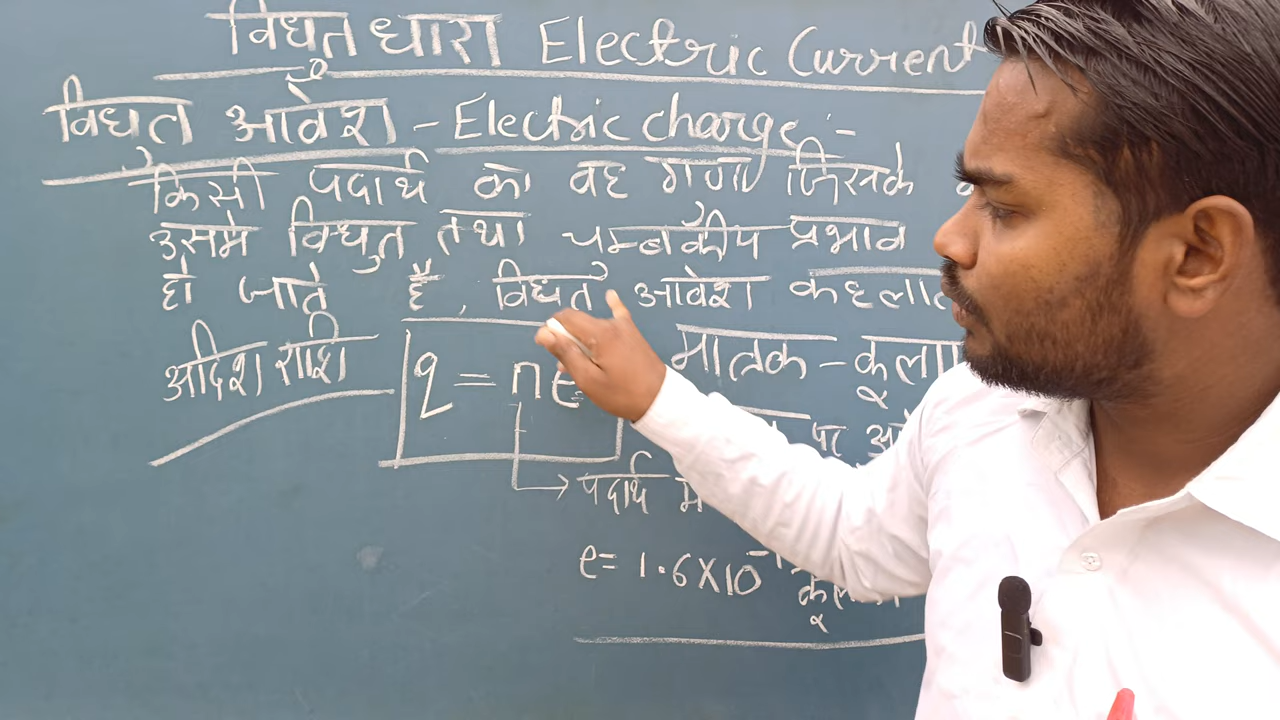 विधुत धारा Electric Current
विधुत आवेश - Electric charge :-
किसी पदार्थ का वह गुण जिसके
उसमे विधुत तथा चुम्बकीय प्रभाव
हो जाते हैं, विधुत आवेश कहलात
अदिश राशि
q = ne
मात्रक - कूलाम
पर
पदार्थ म
e = 1.6 X 10